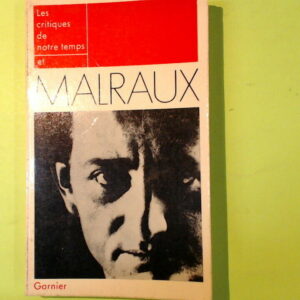 Les
critiques
de
notre temps
et
MALRAUX
Garnier